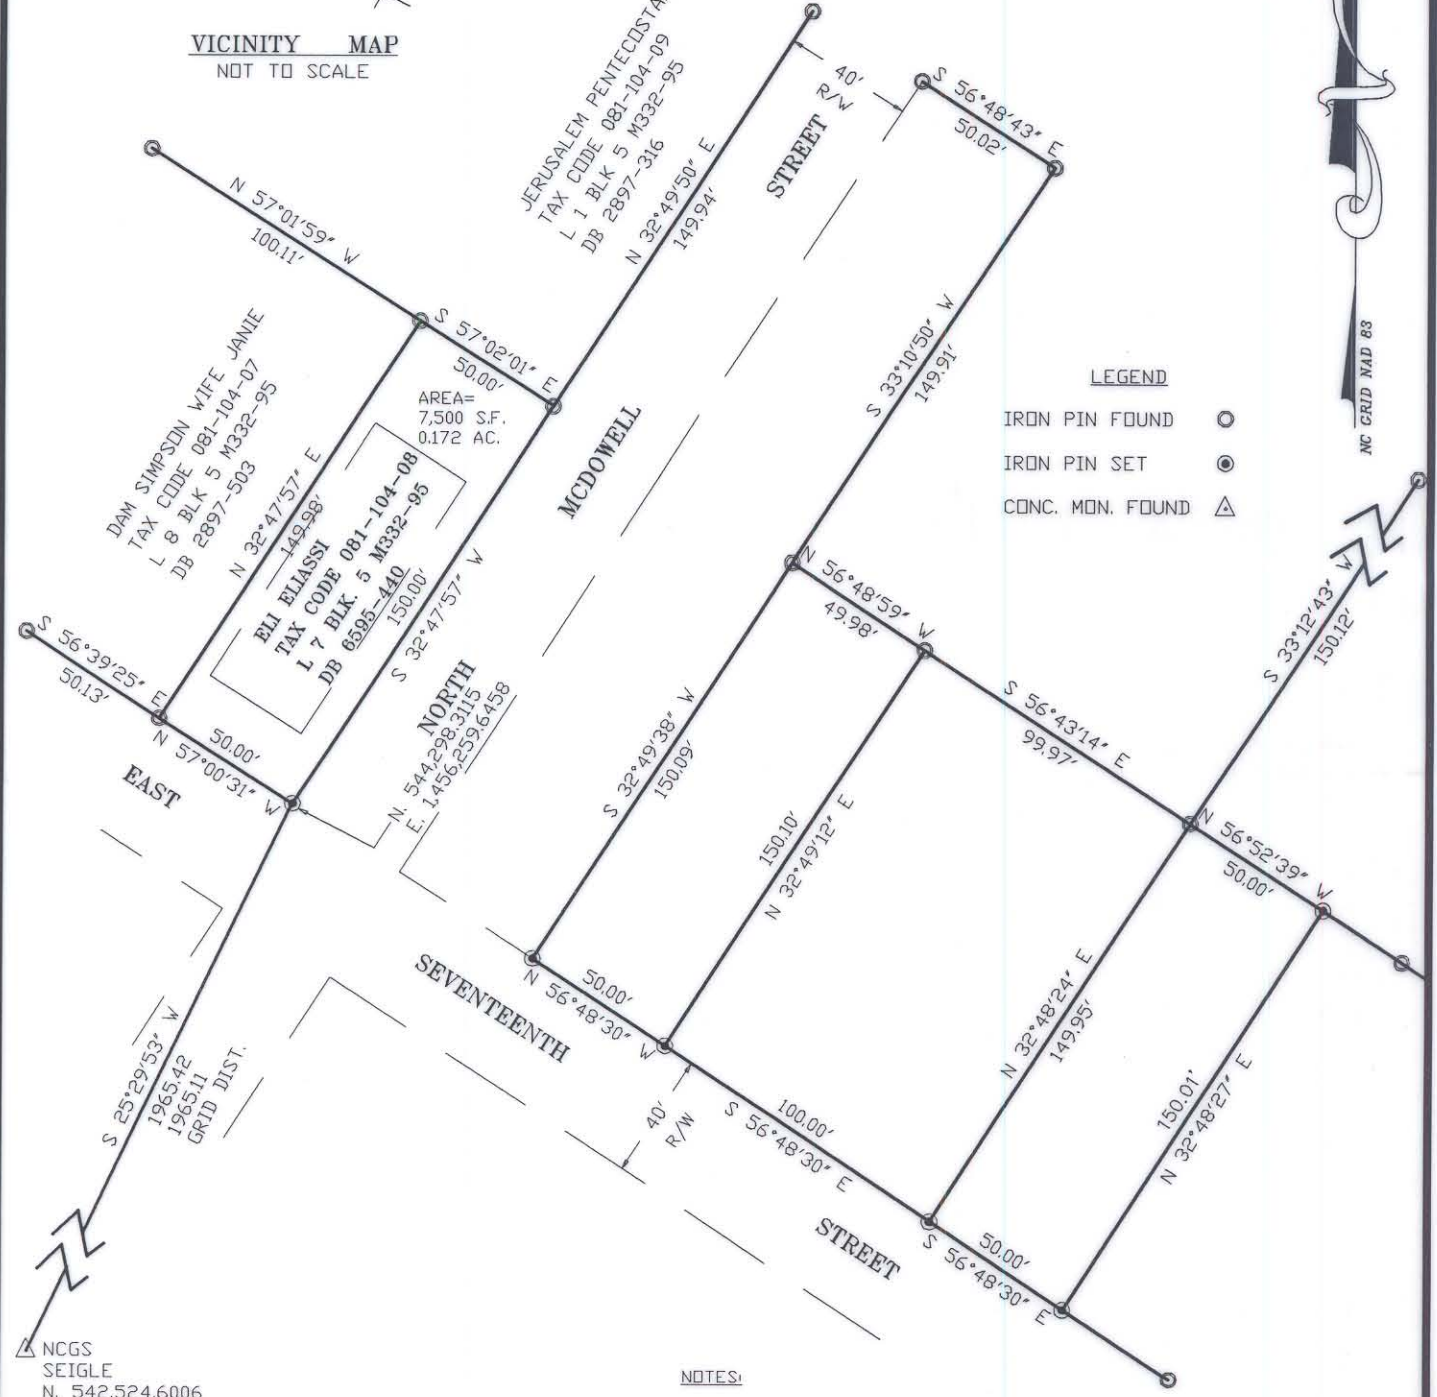 VICINITY MAP
NOT TO SCALE
JERUSALEM
TAX CODE 081-104-09
L 1 BLK 5 M332-95
DB 2897-316
40'
R/W
S 56°48'43" E
50.02'
STREET
N 32°49'50" E
149.94'
N 57°01'59" W
100.11'
S 57°02'01" E
50.00'
AREA=
7,500 S.F.
0.172 AC.
DAM SIMPSON WIFE JANIE
TAX CODE 081-104-07
L 8 BLK 5 M332-95
DB 2897-503
N 32°47'57" E
149.98'
ELI ELIASSI
TAX CODE 081-104-08
L 7 BLK. 5 M332-95
DB 6595-440
150.00'
S 32°47'57" W
MCDOWELL
S 33°10'50" W
149.91'
LEGEND
IRON PIN FOUND
IRON PIN SET
CONC. MON. FOUND
NC GRID NAD 83
S 56°39'25" E
50.13'
50.00'
N 57°00'31" W
EAST
NORTH
N. 544,298.3115
E. 1,456,259.6458
N 56°48'59" W
49.98'
S 33°12'43" W
150.12'
S 56°43'14" E
99.97'
S 32°49'38" W
150.09'
150.10'
N 32°49'12" E
N 56°52'39" W
50.00'
SEVENTEENTH
50.00'
N 56°48'30" W
N 32°48'24" E
149.95'
150.01'
N 32°48'27" E
S 25°29'53" W
1965.42
1965.11
GRID DIST.
40'
R/W
100.00'
S 56°48'30" E
STREET
50.00'
S 56°48'30" E
NCGS
SEIGLE
N. 542,524.6006
NOTES: